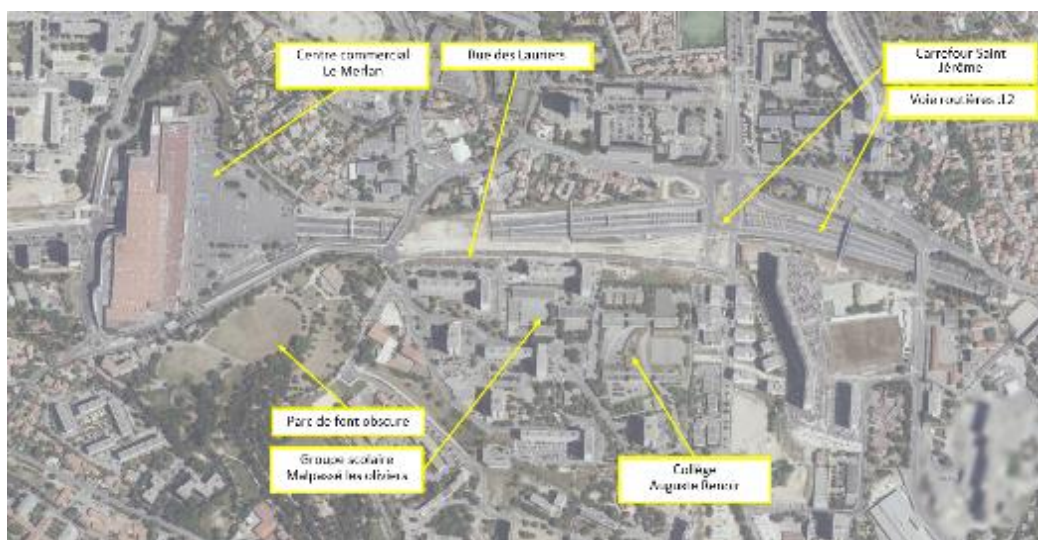 Centre commercial
Le Merlan
Rue des Lauriers
Carrefour Saint
Jérôme
Voie routières L2
Parc de font obscure
Groupe scolaire
Malpassé les oliviers
Collège
Auguste Renoir